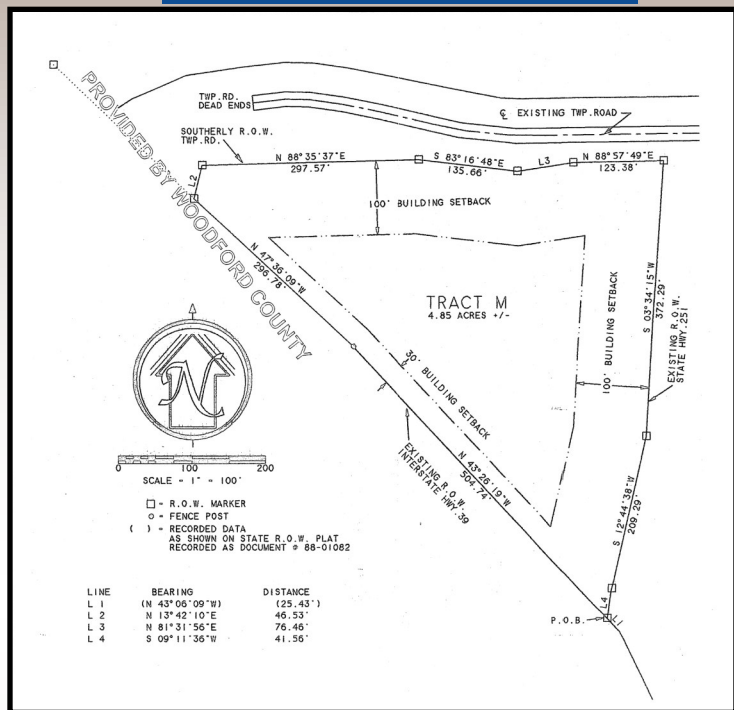 PROVIDED BY WOODFORD COUNTY
TWP.RD.
DEAD ENDS
℄ EXISTING TWP.ROAD
SOUTHERLY R.O.W.
TWP.RD.
N 88°35'37"E
297.57'
S 83°16'48"E
135.66'
L3
N 88°57'49"E
123.38'
L2
100' BUILDING SETBACK
N 47°36'09"W
296.78'
TRACT M
4.85 ACRES +/-
100' BUILDING SETBACK
S 03°34'15"W
372.29'
EXISTING R.O.W.
STATE HWY.251
30' BUILDING SETBACK
N
EXISTING R.O.W.
INTERSTATE HWY.39
N 43°26'19"W
504.74'
S 12°44'38"W
209.29'
0 100 200
SCALE - 1" = 100'
□ - R.O.W. MARKER
○ - FENCE POST
( ) - RECORDED DATA
AS SHOWN ON STATE R.O.W. PLAT
RECORDED AS DOCUMENT # 88-01082
LINE BEARING DISTANCE
L 1 (N 43°06'09"W) (25.43')
L 2 N 13°42'10"E 46.53'
L 3 N 81°31'56"E 76.46'
L 4 S 09°11'36"W 41.56'
L4
P.O.B.
L1